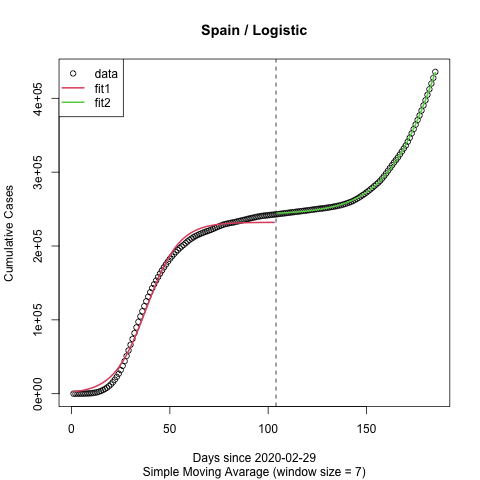 Spain / Logistic
data
fit1
fit2
Cumulative Cases
0e+00
1e+05
2e+05
3e+05
4e+05
0
50
100
150
Days since 2020-02-29
Simple Moving Avarage (window size = 7)